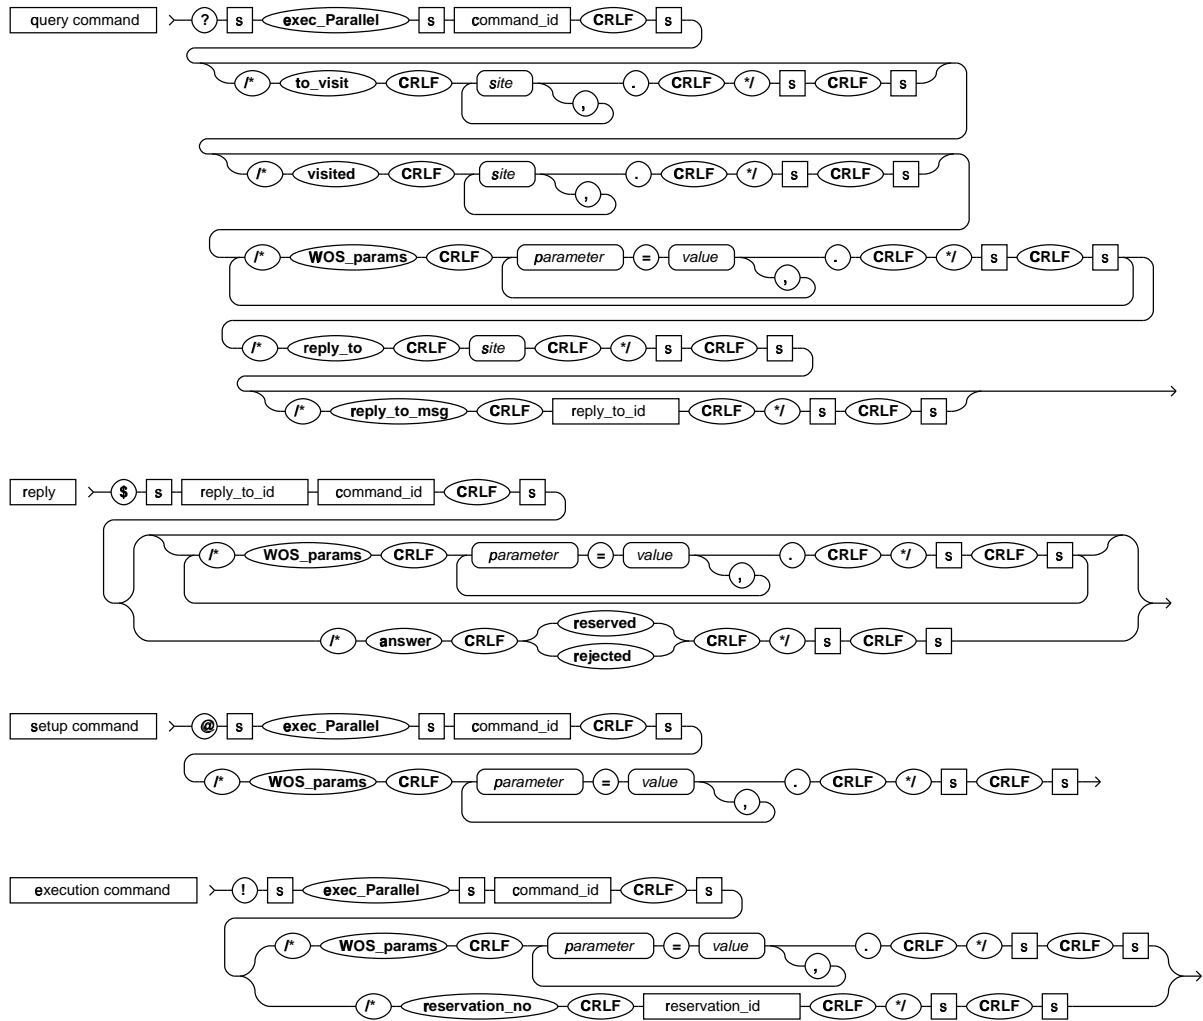 query command ? s exec_Parallel s command_id CRLF s
/* to_visit CRLF site , . CRLF */ s CRLF s
/* visited CRLF site , . CRLF */ s CRLF s
/* WOS_params CRLF parameter = value , . CRLF */ s CRLF s
/* reply_to CRLF site CRLF */ s CRLF s
/* reply_to_msg CRLF reply_to_id CRLF */ s CRLF s
reply $ s reply_to_id command_id CRLF s
/* WOS_params CRLF parameter = value , . CRLF */ s CRLF s
/* answer CRLF reserved rejected CRLF */ s CRLF s
setup command @ s exec_Parallel s command_id CRLF s
/* WOS_params CRLF parameter = value , . CRLF */ s CRLF s
execution command ! s exec_Parallel s command_id CRLF s
/* WOS_params CRLF parameter = value , . CRLF */ s CRLF s
/* reservation_no CRLF reservation_id CRLF */ s CRLF s